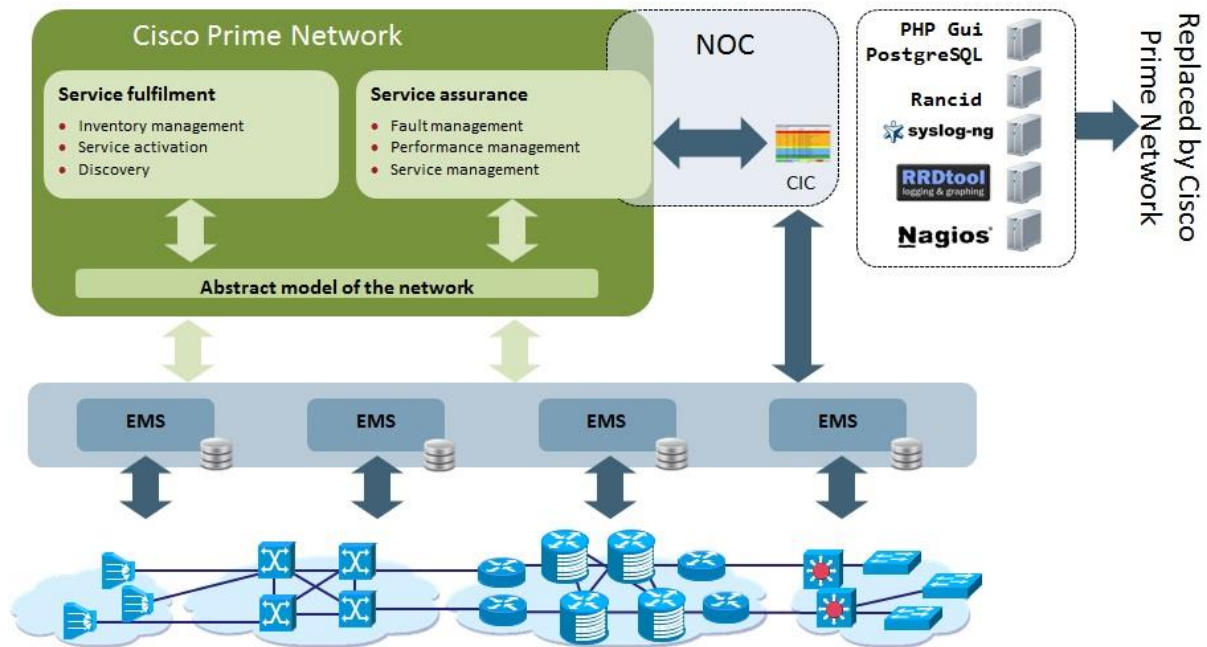 Cisco Prime Network
Service fulfilment
Inventory management
Service activation
Discovery
Service assurance
Fault management
Performance management
Service management
Abstract model of the network
NOC
CIC
PHP Gui
PostgreSQL
Rancid
syslog-ng
RRDtool
logging & graphing
Nagios®
Replaced by Cisco
Prime Network
EMS
EMS
EMS
EMS